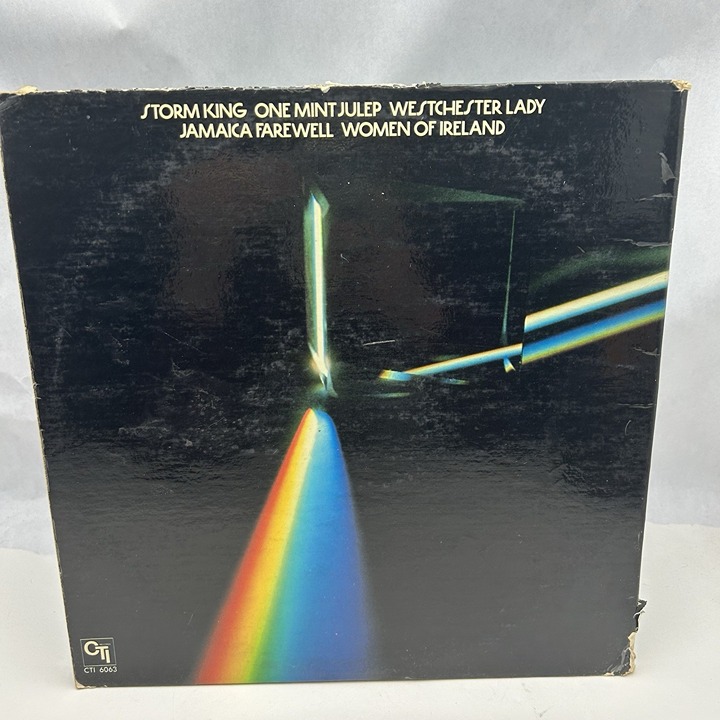 STORM KING ONE MINT JULEP WESTCHESTER LADY
JAMAICA FAREWELL WOMEN OF IRELAND
CTI
CTI 6063